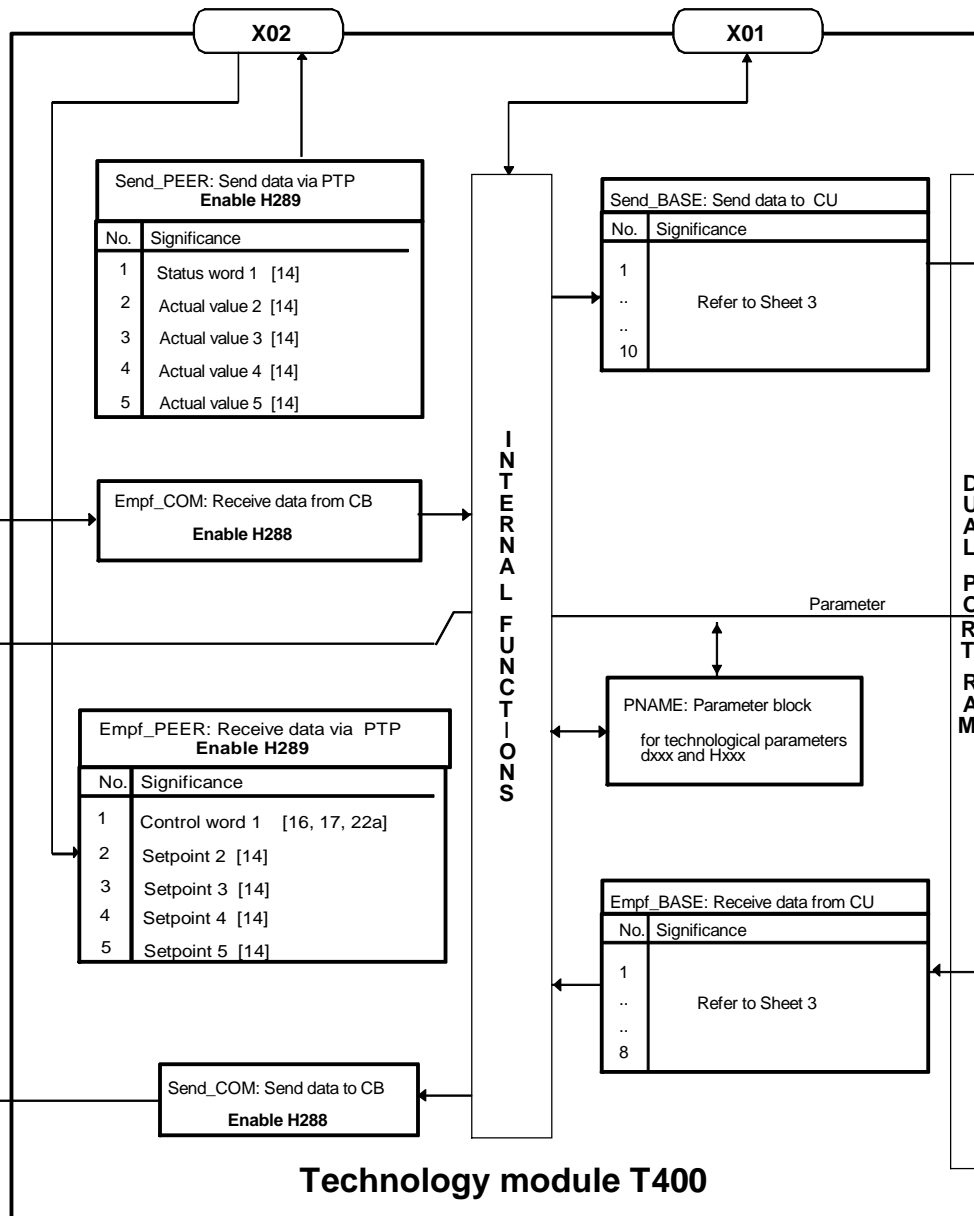 X02
X01
Send_PEER: Send data via PTP
Enable H289
No. Significance
1 Status word 1 [14]
2 Actual value 2 [14]
3 Actual value 3 [14]
4 Actual value 4 [14]
5 Actual value 5 [14]
Send_BASE: Send data to CU
No. Significance
1
..
Refer to Sheet 3
..
10
Empf_COM: Receive data from CB
Enable H288
INTERNAL FUNCTIONS
DUAL PORT RAM
Parameter
PNAME: Parameter block
for technological parameters
dxxx and Hxxx
Empf_PEER: Receive data via PTP
Enable H289
No. Significance
1 Control word 1 [16, 17, 22a]
2 Setpoint 2 [14]
3 Setpoint 3 [14]
4 Setpoint 4 [14]
5 Setpoint 5 [14]
Empf_BASE: Receive data from CU
No. Significance
1
..
Refer to Sheet 3
..
8
Send_COM: Send data to CB
Enable H288
Technology module T400